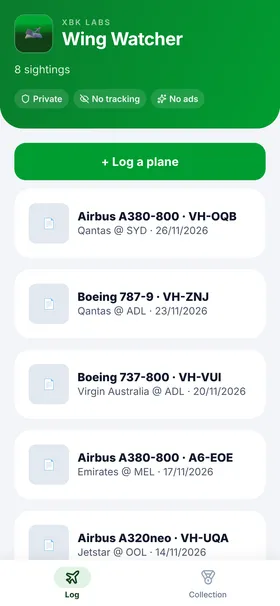 XBK LABS
Wing Watcher
8 sightings
Private
No tracking
No ads
+ Log a plane
Airbus A380-800 · VH-OQB
Qantas @ SYD · 26/11/2026
Boeing 787-9 · VH-ZNJ
Qantas @ ADL · 23/11/2026
Boeing 737-800 · VH-VUI
Virgin Australia @ ADL · 20/11/2026
Airbus A380-800 · A6-EOE
Emirates @ MEL · 17/11/2026
Airbus A320neo · VH-UQA
Jetstar @ OOL · 14/11/2026
Log
Collection